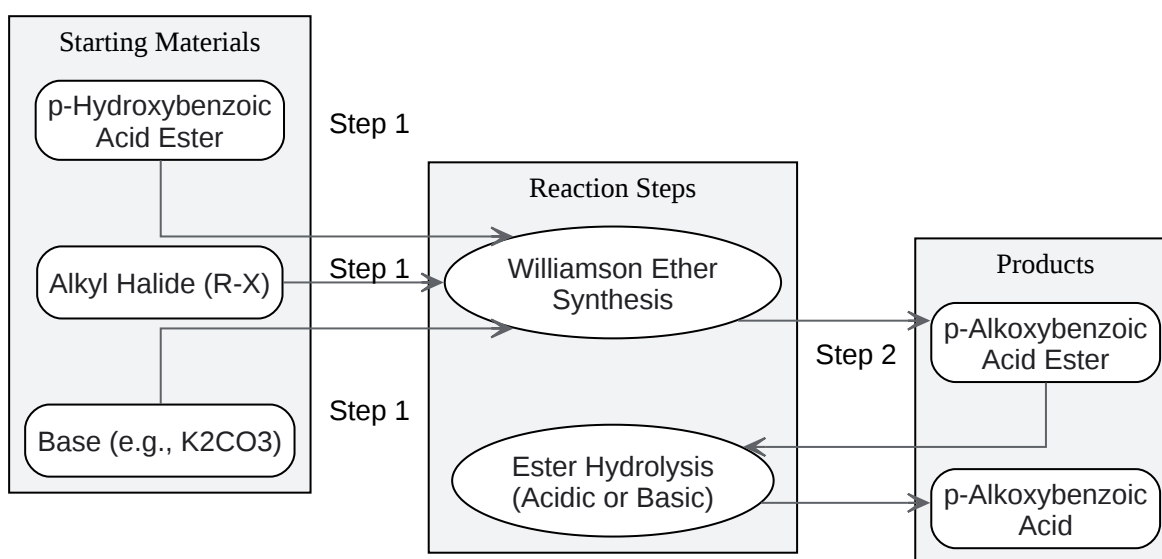 Starting Materials
p-Hydroxybenzoic
Acid Ester
Step 1
Alkyl Halide (R-X)
Step 1
Base (e.g., K2CO3)
Step 1
Reaction Steps
Williamson Ether
Synthesis
Step 2
Ester Hydrolysis
(Acidic or Basic)
Products
p-Alkoxybenzoic
Acid Ester
p-Alkoxybenzoic
Acid